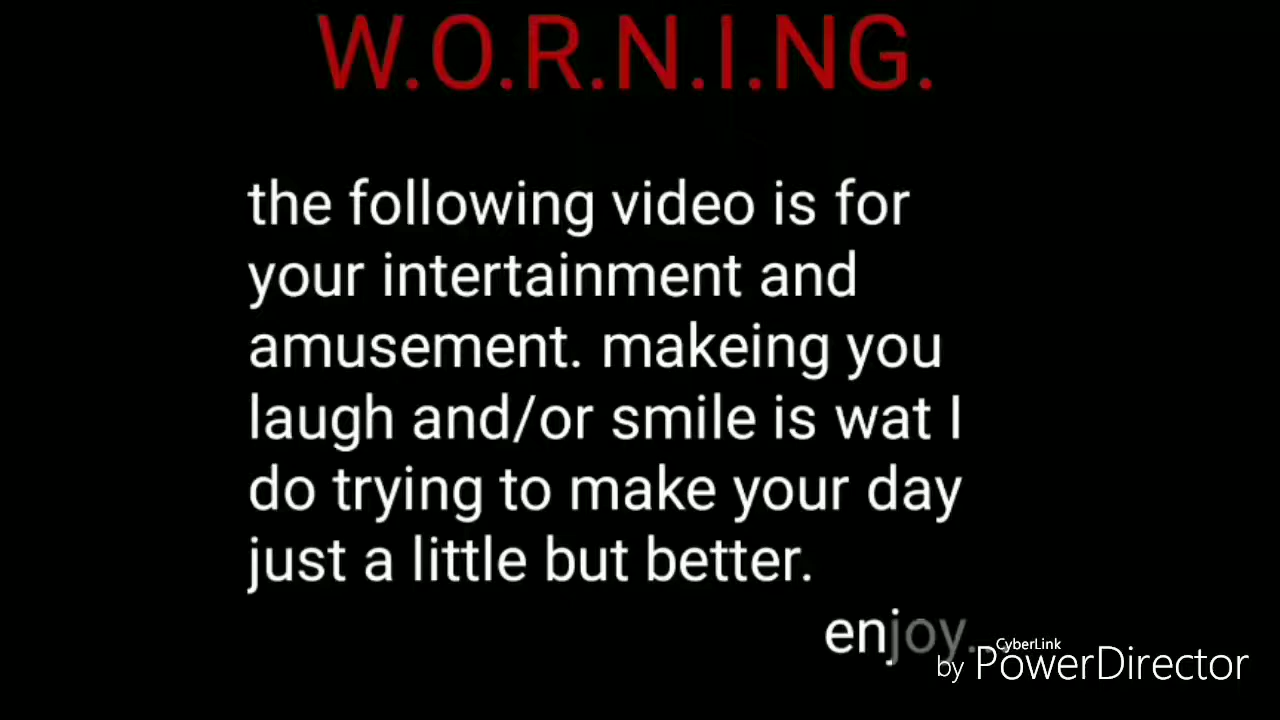 W.O.R.N.I.NG.
the following video is for
your intertainment and
amusement. makeing you
laugh and/or smile is wat I
do trying to make your day
just a little but better.
enjoy.
CyberLink
by PowerDirector